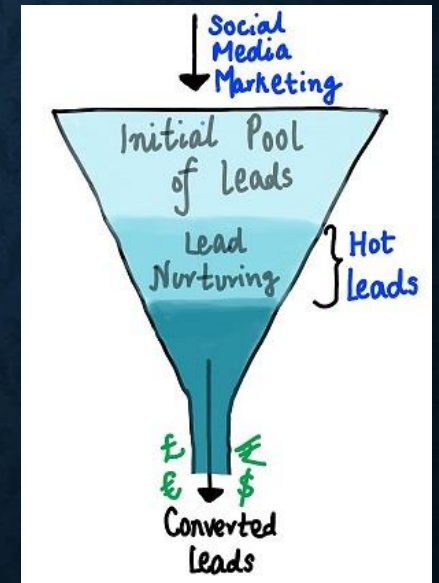 Social
Media
Marketing
Initial Pool
of Leads
Lead
Nurturing
Hot
Leads
£ ₹
€ $
Converted
Leads